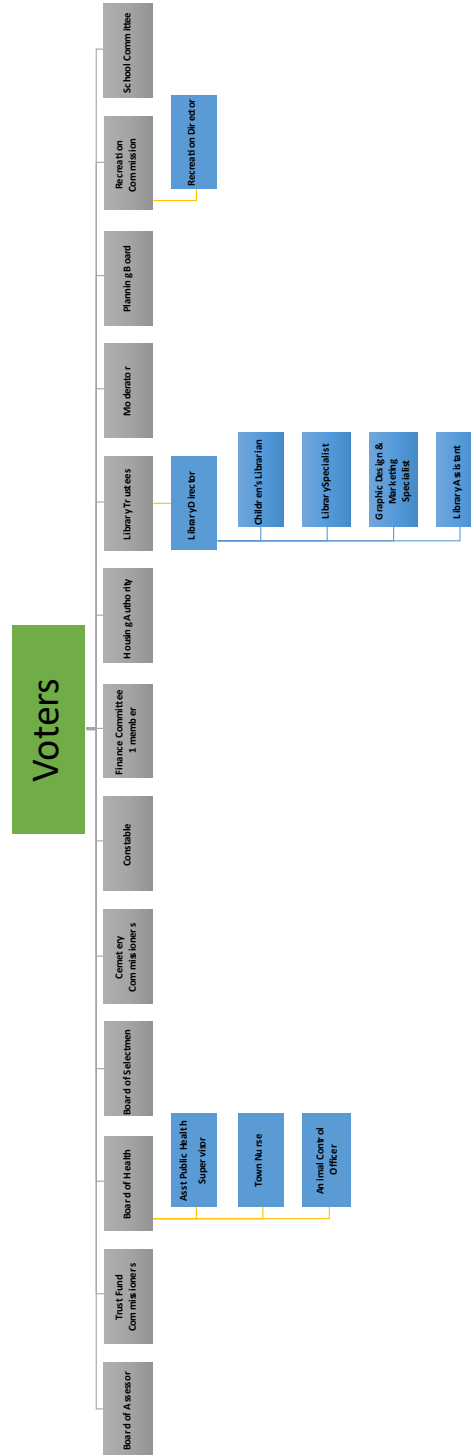 Voters
Board of Assessor
Trust Fund
Commissioners
Board of Health
Board of Selectmen
Cemetery
Commissioners
Constable
Finance Committee
1 member
Housing Authority
Library Trustees
Moderator
Planning Board
Recreation
Commission
School Committee
Asst Public Health
Supervisor
Town Nurse
Animal Control
Officer
Library Director
Children's Librarian
Library Specialist
Graphic Design &
Marketing
Specialist
Library Assistant
Recreation Director